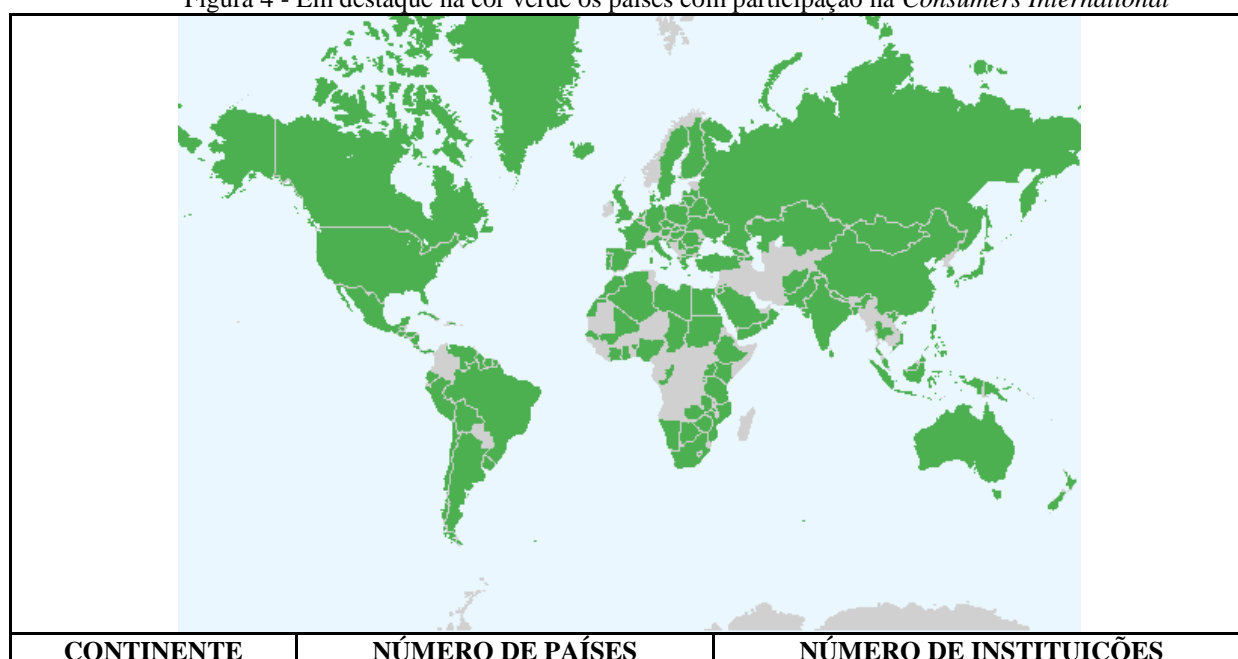 Figura 4 - Em destaque na cor verde os países com participação na Consumers International
CONTINENTE NÚMERO DE PAÍSES NÚMERO DE INSTITUIÇÕES